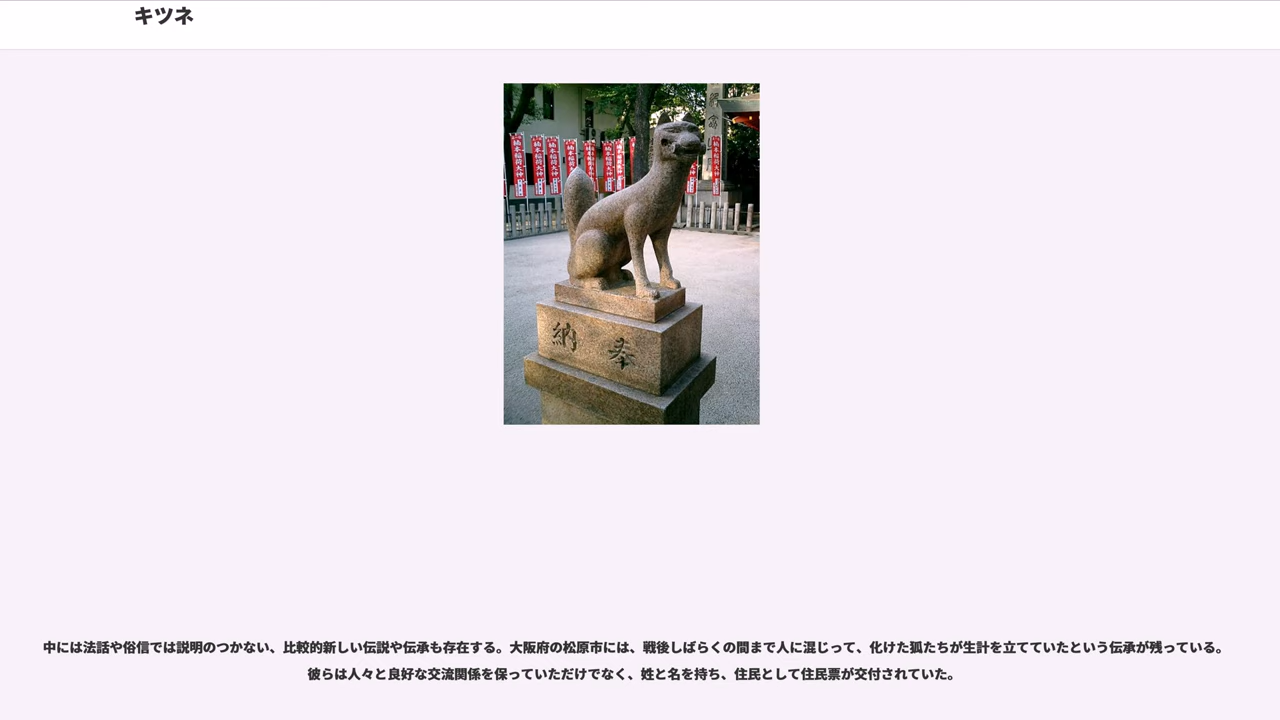 キツネ
楠本稲荷大神
納 奉
中には法話や俗信では説明のつかない、比較的新しい伝説や伝承も存在する。大阪府の松原市には、戦後しばらくの間まで人に混じって、化けた狐たちが生計を立てていたという伝承が残っている。
彼らは人々と良好な交流関係を保っていただけでなく、姓と名を持ち、住民として住民票が交付されていた。